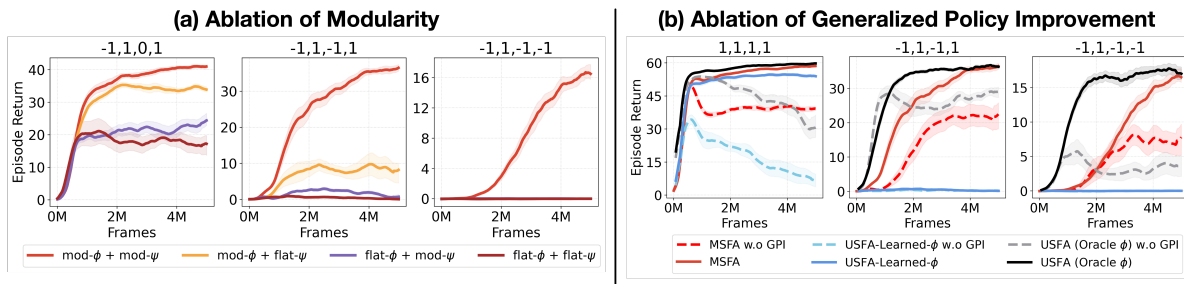 (a) Ablation of Modularity
-1,1,0,1
-1,1,-1,1
-1,1,-1,-1
Episode Return
40
30
20
10
0
0M 2M 4M
Frames
30
20
10
0
0M 2M 4M
Frames
16
12
8
4
0
0M 2M 4M
Frames
mod-ϕ + mod-ψ mod-ϕ + flat-ψ flat-ϕ + mod-ψ flat-ϕ + flat-ψ
(b) Ablation of Generalized Policy Improvement
1,1,1,1
-1,1,-1,1
-1,1,-1,-1
Episode Return
60
45
30
15
0
0M 2M 4M
Frames
30
20
10
0
0M 2M 4M
Frames
15
10
5
0
0M 2M 4M
Frames
MSFA w.o GPI USFA-Learned-ϕ w.o GPI USFA (Oracle ϕ) w.o GPI
MSFA USFA-Learned-ϕ USFA (Oracle ϕ)